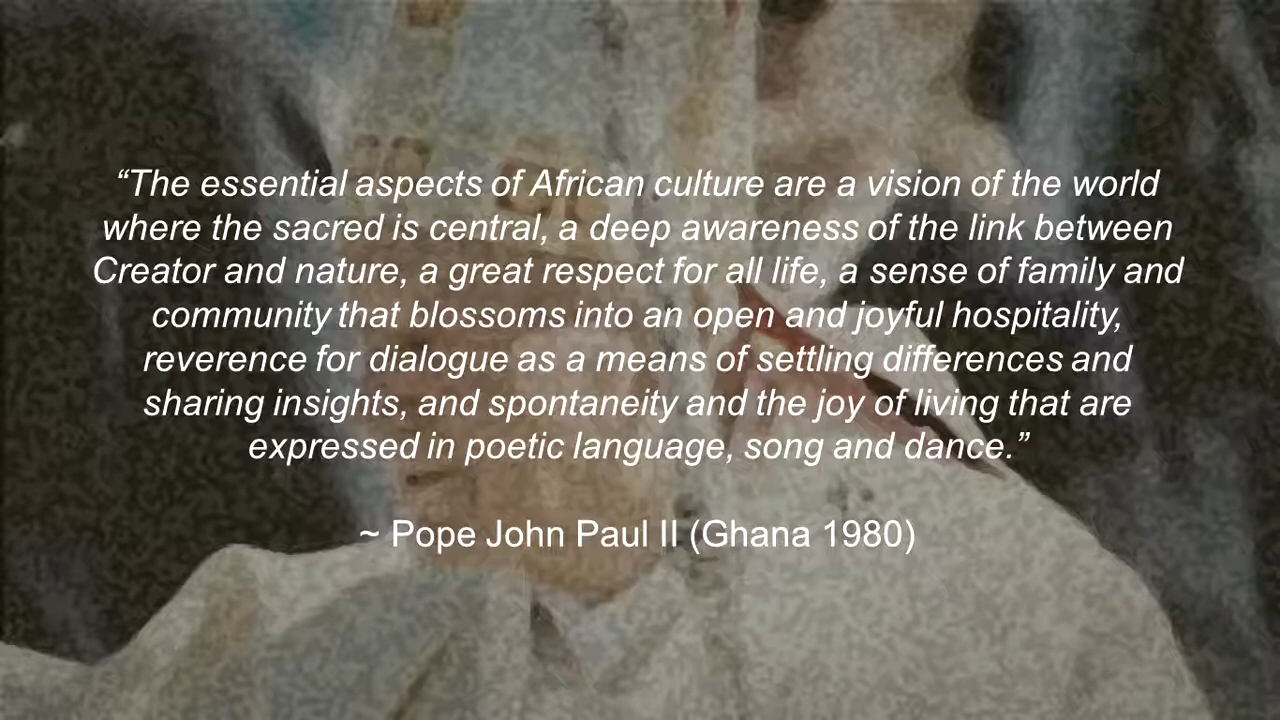 “The essential aspects of African culture are a vision of the world
where the sacred is central, a deep awareness of the link between
Creator and nature, a great respect for all life, a sense of family and
community that blossoms into an open and joyful hospitality,
reverence for dialogue as a means of settling differences and
sharing insights, and spontaneity and the joy of living that are
expressed in poetic language, song and dance.”
~ Pope John Paul II (Ghana 1980)